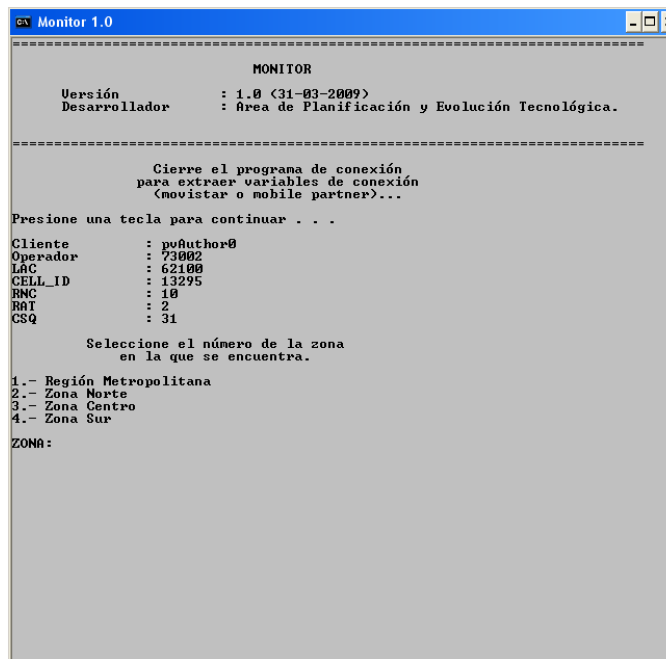 Monitor 1.0
================================================================================
MONITOR
Versión : 1.0 (31-03-2009)
Desarrollador : Area de Planificación y Evolución Tecnológica.
================================================================================
Cierre el programa de conexión
para extraer variables de conexión
(movistar o mobile partner)...
Presione una tecla para continuar . . .
Cliente : pvAuthor0
Operador : 73002
LAC : 62100
CELL_ID : 13295
RNC : 10
RAT : 2
CSQ : 31
Seleccione el número de la zona
en la que se encuentra.
1.- Región Metropolitana
2.- Zona Norte
3.- Zona Centro
4.- Zona Sur
ZONA: